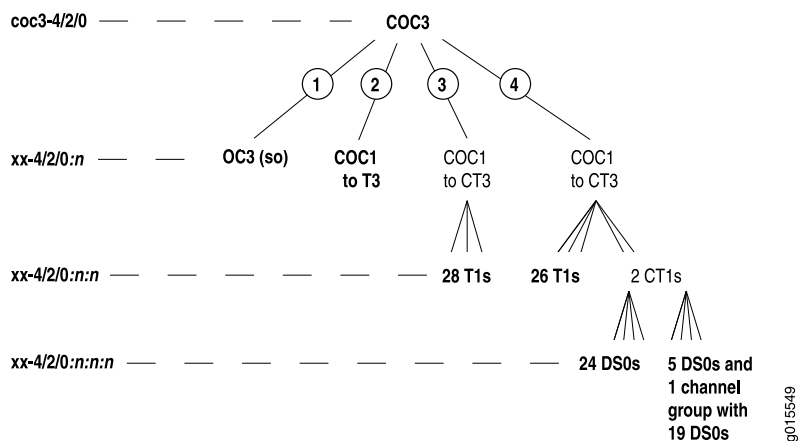 coc3-4/2/0
COC3
1
2
3
4
xx-4/2/0:n
OC3 (so)
COC1
to T3
COC1
to CT3
COC1
to CT3
xx-4/2/0:n:n
28 T1s
26 T1s
2 CT1s
xx-4/2/0:n:n:n
24 DS0s
5 DS0s and
1 channel
group with
19 DS0s
g015549